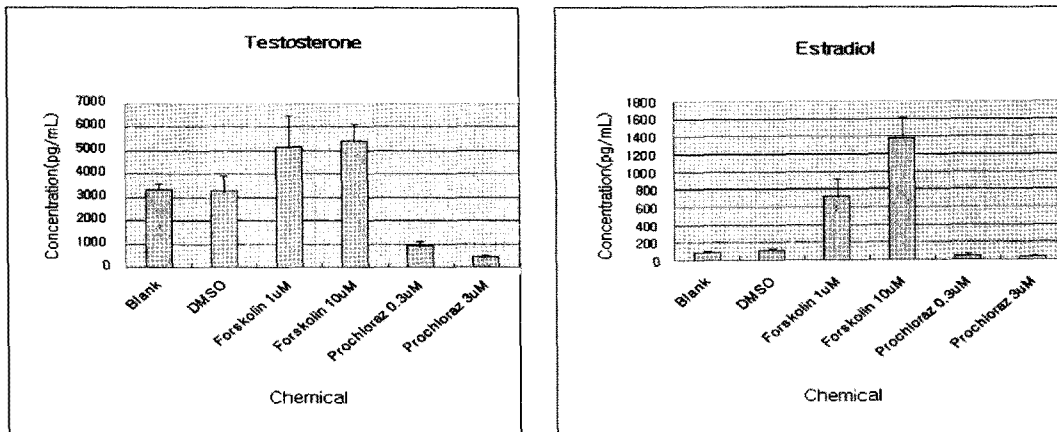 Testosterone
Concentration(pg/mL)
7000
6000
5000
4000
3000
2000
1000
0
Blank
DMSO
Forskolin 1uM
Forskolin 10uM
Prochloraz 0.3uM
Prochloraz 3uM
Chemical
Estradiol
Concentration(pg/mL)
1800
1600
1400
1200
1000
800
600
400
200
0
Blank
DMSO
Forskolin 1uM
Forskolin 10uM
Prochloraz 0.3uM
Prochloraz 3uM
Chemical